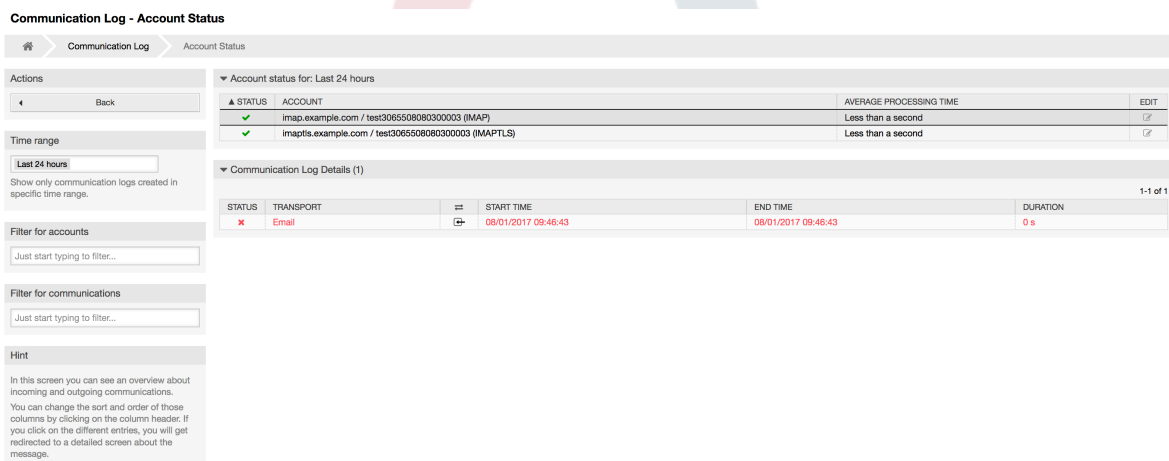 Communication Log - Account Status
Communication Log
Account Status
Actions
Back
Time range
Last 24 hours
Show only communication logs created in
specific time range.
Filter for accounts
Just start typing to filter...
Filter for communications
Just start typing to filter...
Hint
In this screen you can see an overview about
incoming and outgoing communications.
You can change the sort and order of those
columns by clicking on the column header. If
you click on the different entries, you will get
redirected to a detailed screen about the
message.
Account status for: Last 24 hours
STATUS ACCOUNT AVERAGE PROCESSING TIME EDIT
imap.example.com / test3065508080300003 (IMAP) Less than a second
imaptls.example.com / test3065508080300003 (IMAPTLS) Less than a second
Communication Log Details (1)
1-1 of 1
STATUS TRANSPORT START TIME END TIME DURATION
Email 08/01/2017 09:46:43 08/01/2017 09:46:43 0 s